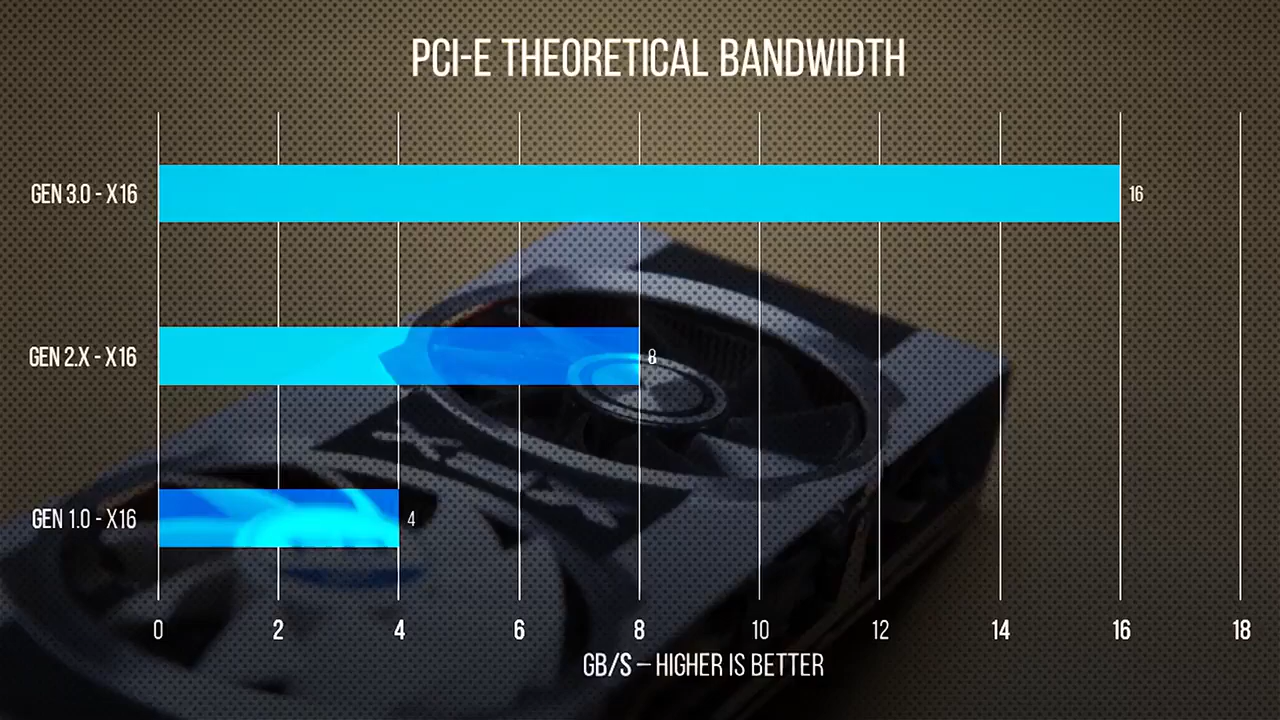 PCI-E THEORETICAL BANDWIDTH
GEN 3.0 - X16
16
GEN 2.X - X16
8
GEN 1.0 - X16
4
0 2 4 6 8 10 12 14 16 18
GB/S – HIGHER IS BETTER